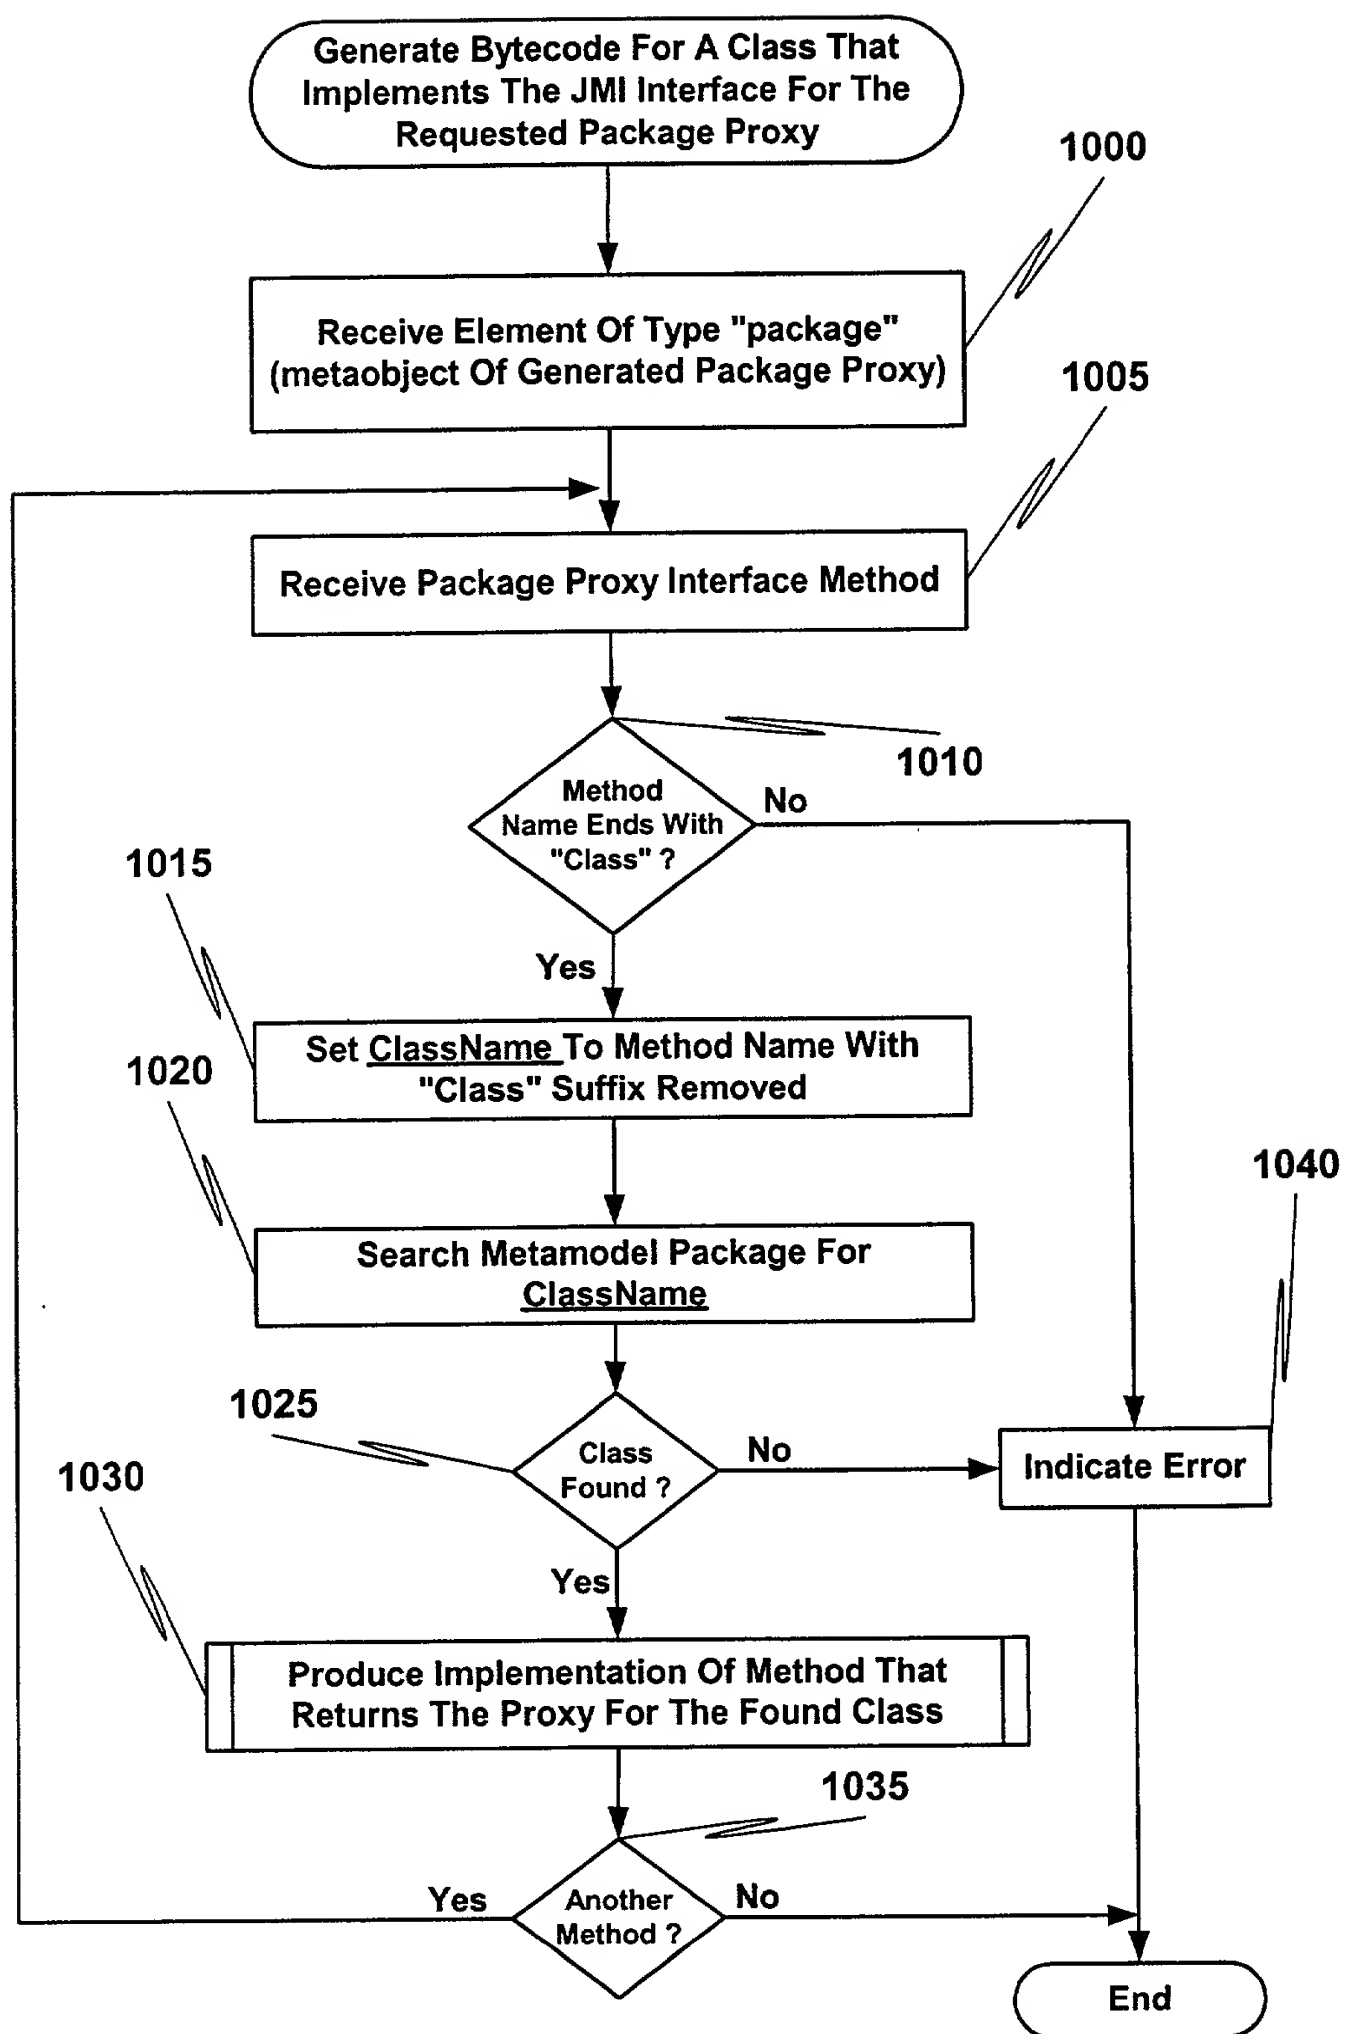 Generate Bytecode For A Class That
Implements The JMI Interface For The
Requested Package Proxy
1000
Receive Element Of Type "package"
(metaobject Of Generated Package Proxy)
1005
Receive Package Proxy Interface Method
1010
Method
Name Ends With
"Class" ?
No
1015
Yes
Set ClassName To Method Name With
"Class" Suffix Removed
1020
1040
Search Metamodel Package For
ClassName
1025
Class
Found ?
No
Indicate Error
1030
Yes
Produce Implementation Of Method That
Returns The Proxy For The Found Class
1035
Yes
Another
Method ?
No
End